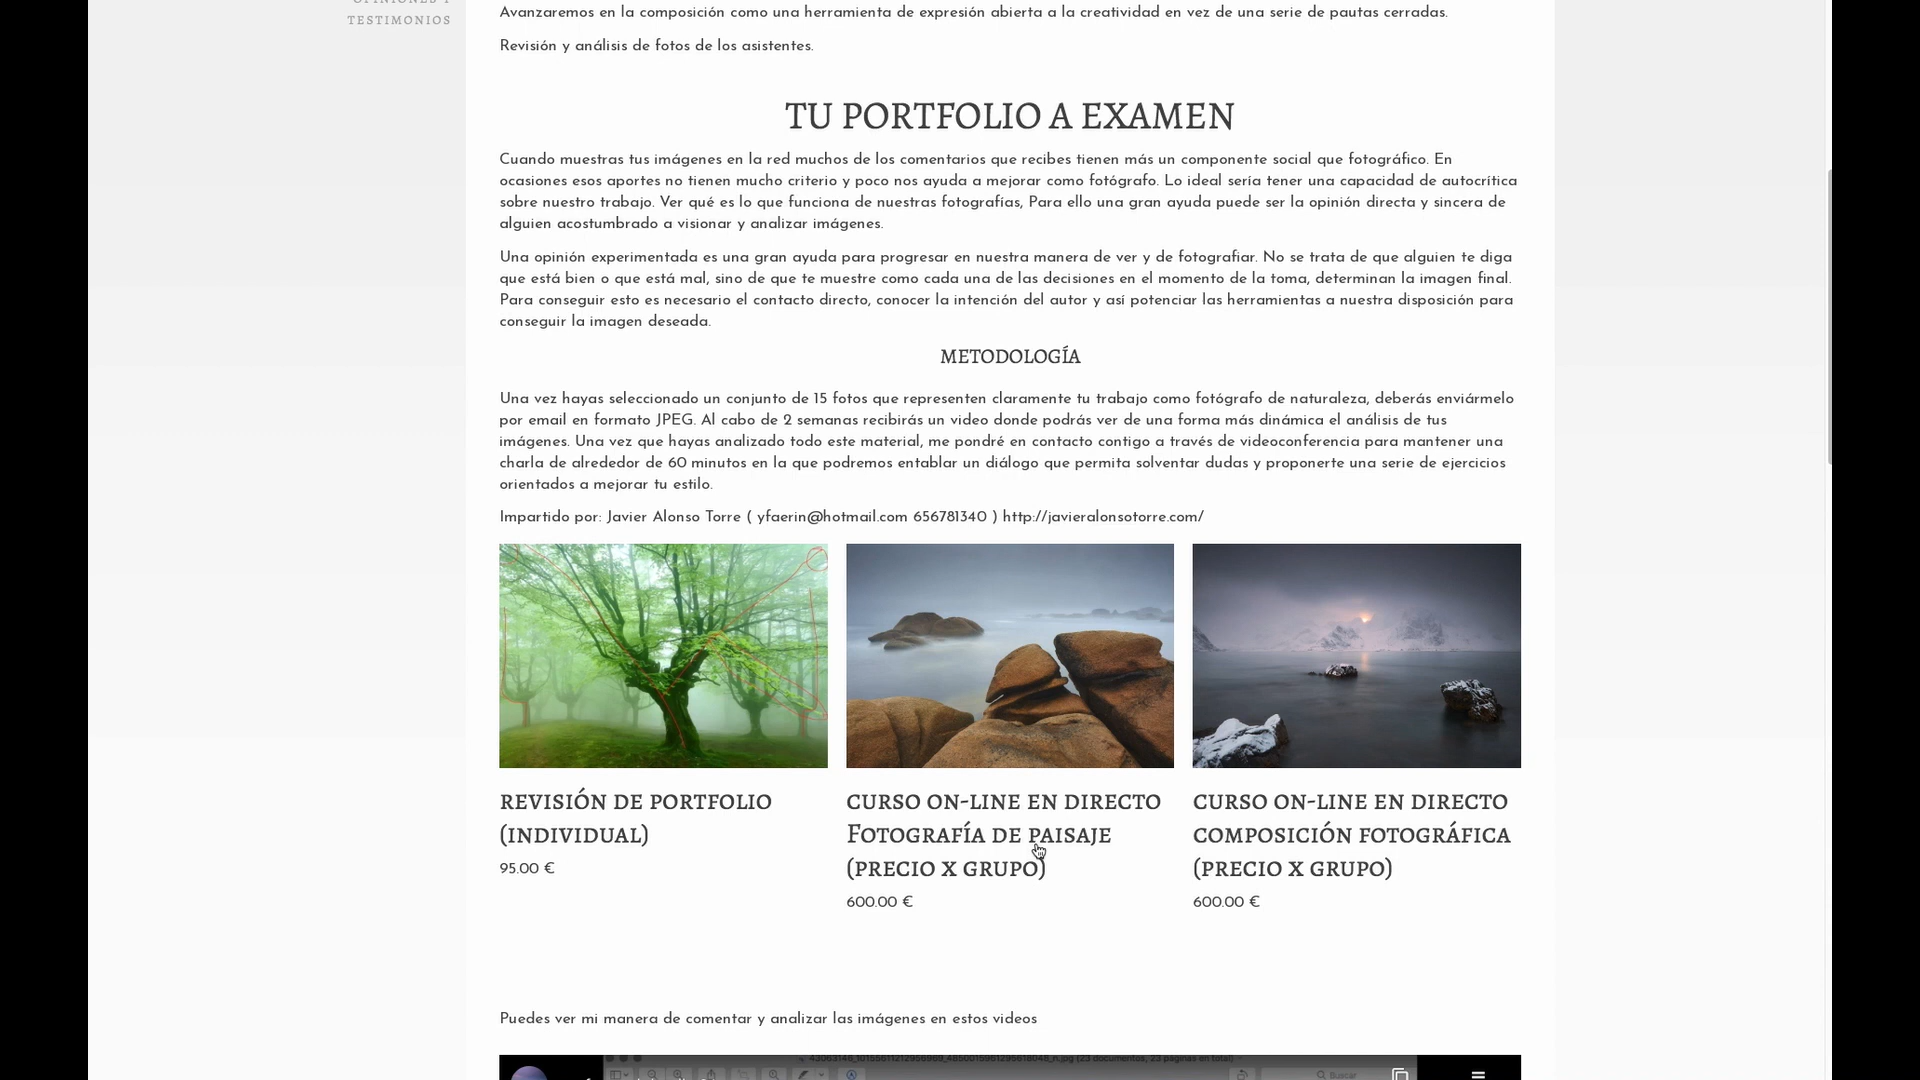 TESTIMONIOS
Avanzaremos en la composición como una herramienta de expresión abierta a la creatividad en vez de una serie de pautas cerradas.
Revisión y análisis de fotos de los asistentes.
TU PORTFOLIO A EXAMEN
Cuando muestras tus imágenes en la red muchos de los comentarios que recibes tienen más un componente social que fotográfico. En
ocasiones esos aportes no tienen mucho criterio y poco nos ayuda a mejorar como fotógrafo. Lo ideal sería tener una capacidad de autocrítica
sobre nuestro trabajo. Ver qué es lo que funciona de nuestras fotografías, Para ello una gran ayuda puede ser la opinión directa y sincera de
alguien acostumbrado a visionar y analizar imágenes.
Una opinión experimentada es una gran ayuda para progresar en nuestra manera de ver y de fotografiar. No se trata de que alguien te diga
que está bien o que está mal, sino de que te muestre como cada una de las decisiones en el momento de la toma, determinan la imagen final.
Para conseguir esto es necesario el contacto directo, conocer la intención del autor y así potenciar las herramientas a nuestra disposición para
conseguir la imagen deseada.
METODOLOGÍA
Una vez hayas seleccionado un conjunto de 15 fotos que representen claramente tu trabajo como fotógrafo de naturaleza, deberás enviármelo
por email en formato JPEG. Al cabo de 2 semanas recibirás un video donde podrás ver de una forma más dinámica el análisis de tus
imágenes. Una vez que hayas analizado todo este material, me pondré en contacto contigo a través de videoconferencia para mantener una
charla de alrededor de 60 minutos en la que podremos entablar un diálogo que permita solventar dudas y proponerte una serie de ejercicios
orientados a mejorar tu estilo.
Impartido por: Javier Alonso Torre ( yfaerin@hotmail.com 656781340 ) http://javieralonsotorre.com/
REVISIÓN DE PORTFOLIO
(INDIVIDUAL)
95.00 €
CURSO ON-LINE EN DIRECTO
FOTOGRAFÍA DE PAISAJE
(PRECIO X GRUPO)
600.00 €
CURSO ON-LINE EN DIRECTO
COMPOSICIÓN FOTOGRÁFICA
(PRECIO X GRUPO)
600.00 €
Puedes ver mi manera de comentar y analizar las imágenes en estos videos
(23 documentos, 23 páginas en total)
Buscar